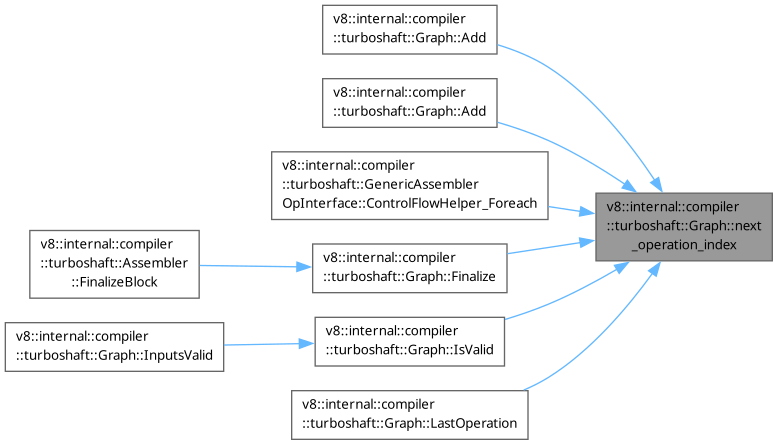 v8::internal::compiler
::turboshaft::Graph::Add
v8::internal::compiler
::turboshaft::Graph::Add
v8::internal::compiler
::turboshaft::GenericAssembler
OpInterface::ControlFlowHelper_Foreach
v8::internal::compiler
::turboshaft::Graph::next
_operation_index
v8::internal::compiler
::turboshaft::Assembler
::FinalizeBlock
v8::internal::compiler
::turboshaft::Graph::Finalize
v8::internal::compiler
::turboshaft::Graph::InputsValid
v8::internal::compiler
::turboshaft::Graph::IsValid
v8::internal::compiler
::turboshaft::Graph::LastOperation